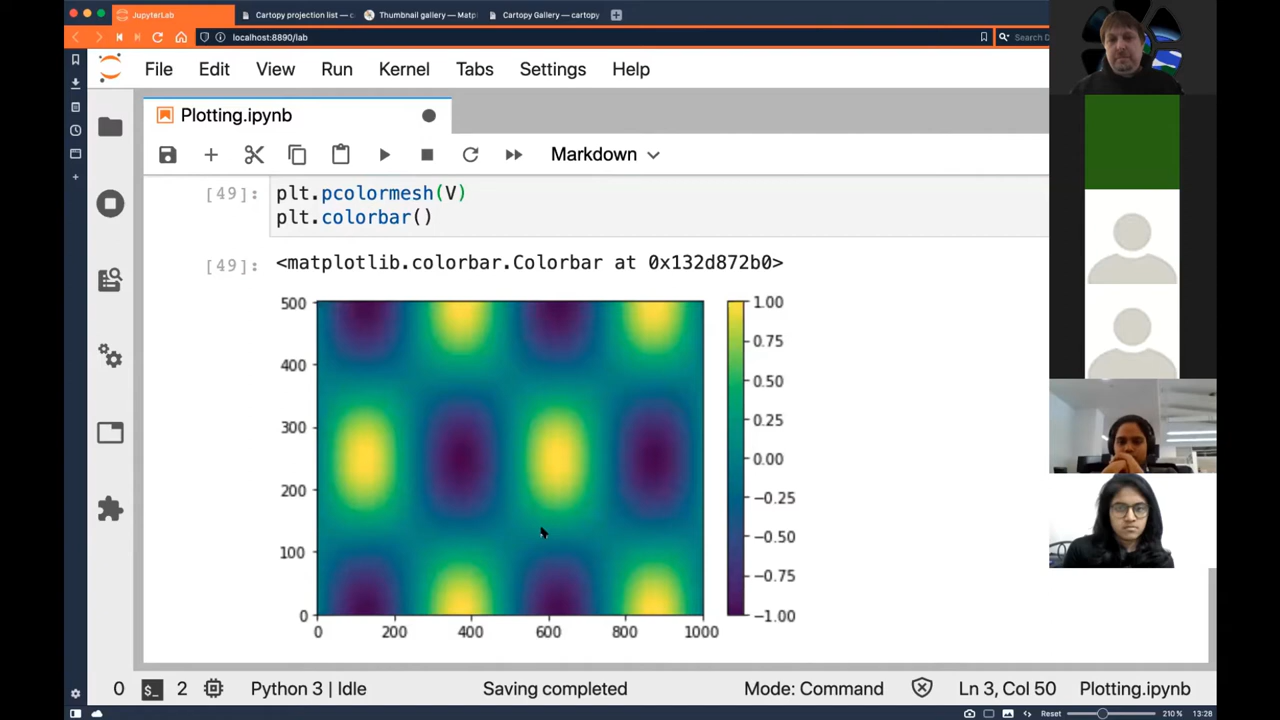 JupyterLab
Cartopy projection list — c
Thumbnail gallery — Matpl
Cartopy Gallery — cartopy
localhost:8890/lab
Search D
File Edit View Run Kernel Tabs Settings Help
Plotting.ipynb
Markdown
[49]: plt.pcolormesh(V)
plt.colorbar()
[49]: <matplotlib.colorbar.Colorbar at 0x132d872b0>
500
400
300
200
100
0
0 200 400 600 800 1000
1.00
0.75
0.50
0.25
0.00
−0.25
−0.50
−0.75
−1.00
0 2 Python 3 | Idle Saving completed Mode: Command Ln 3, Col 50 Plotting.ipynb
Reset 210 % 13:28